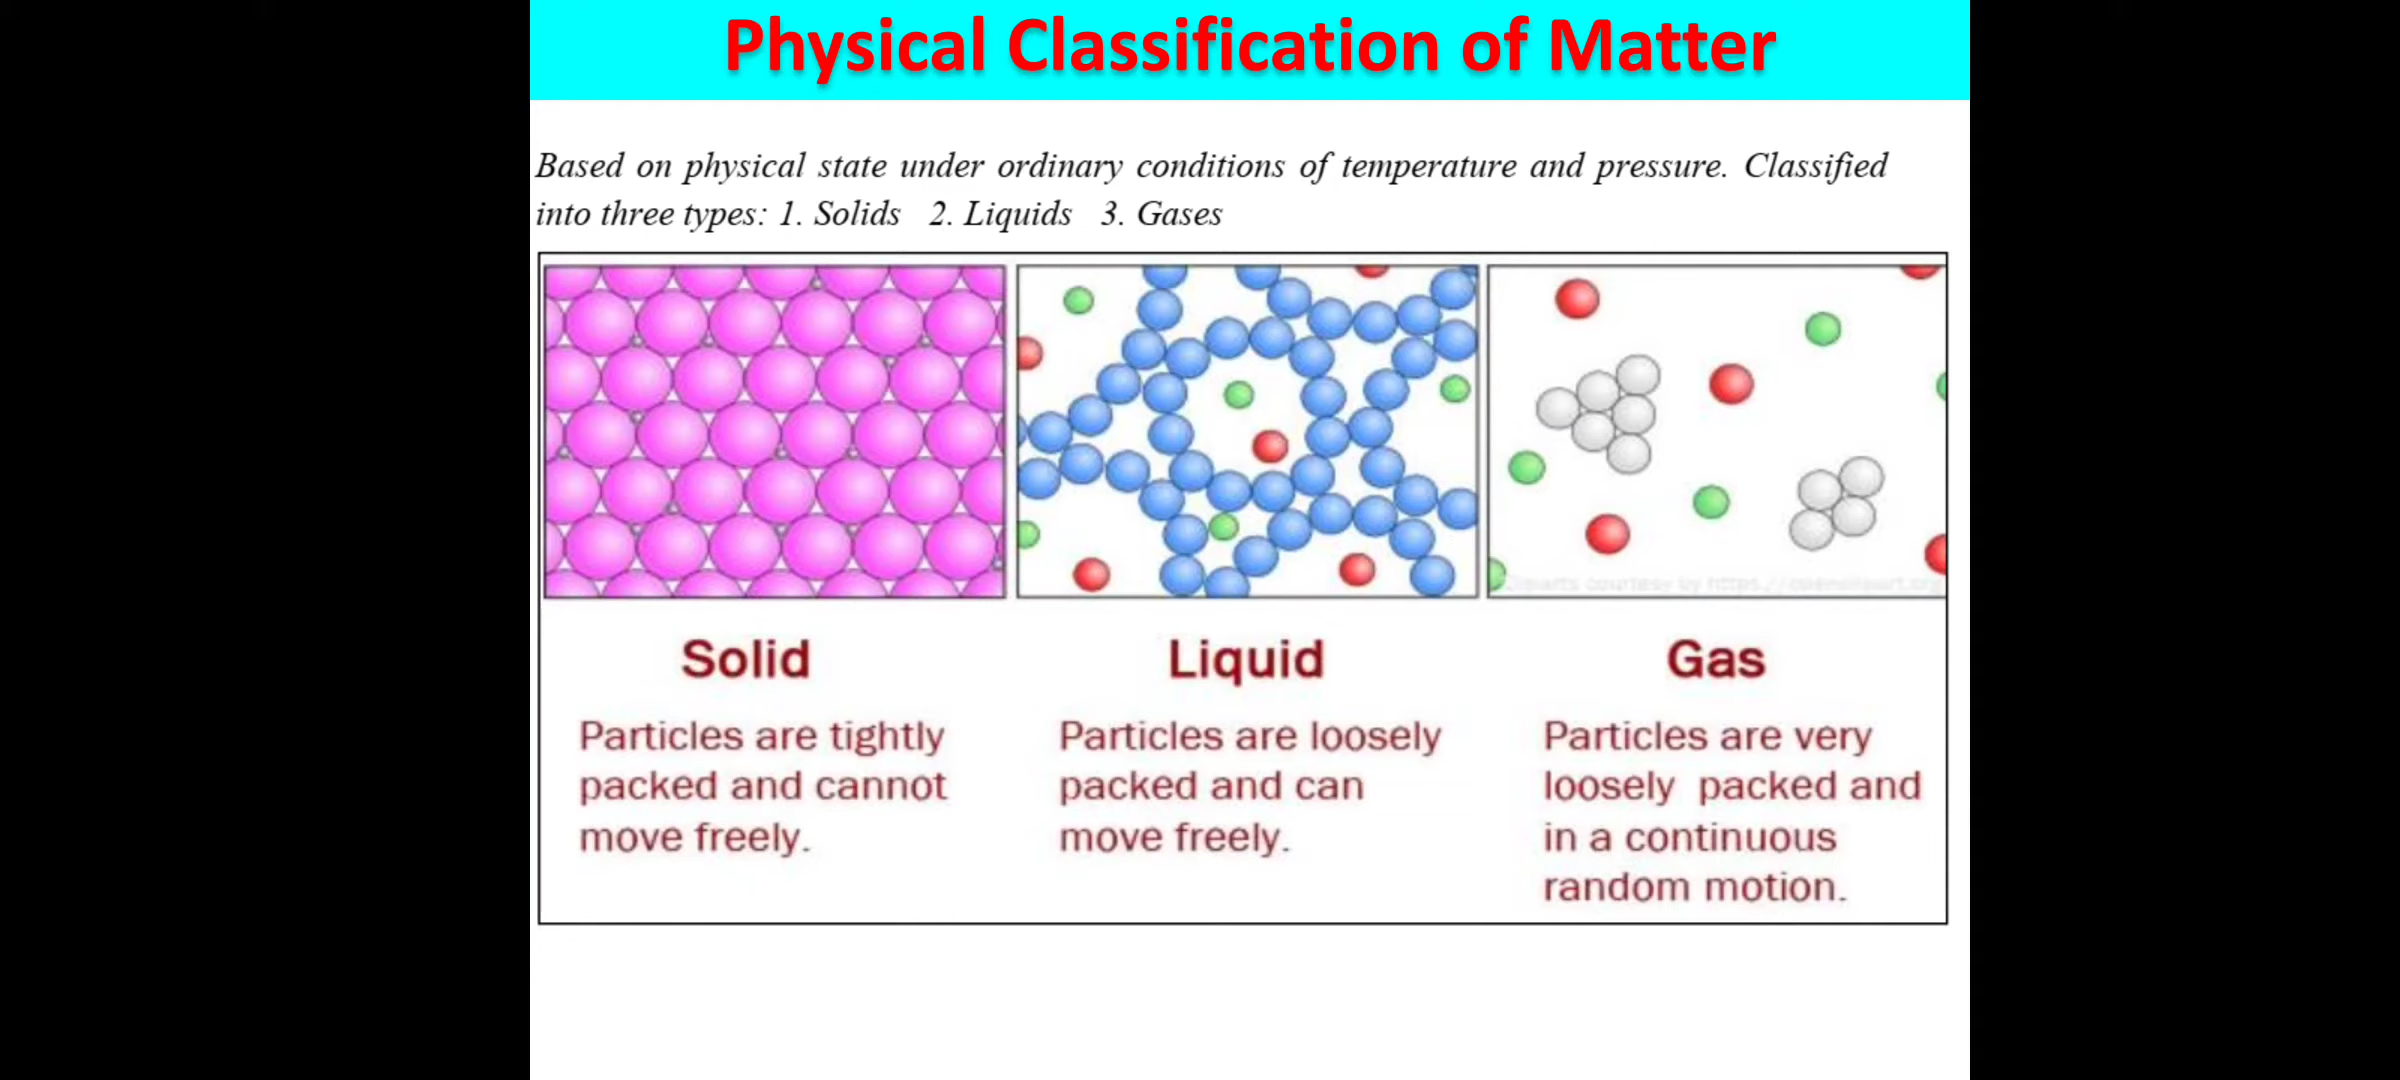 Physical Classification of Matter
Based on physical state under ordinary conditions of temperature and pressure. Classified
into three types: 1. Solids 2. Liquids 3. Gases
Solid
Particles are tightly
packed and cannot
move freely.
Liquid
Particles are loosely
packed and can
move freely.
Gas
Particles are very
loosely packed and
in a continuous
random motion.